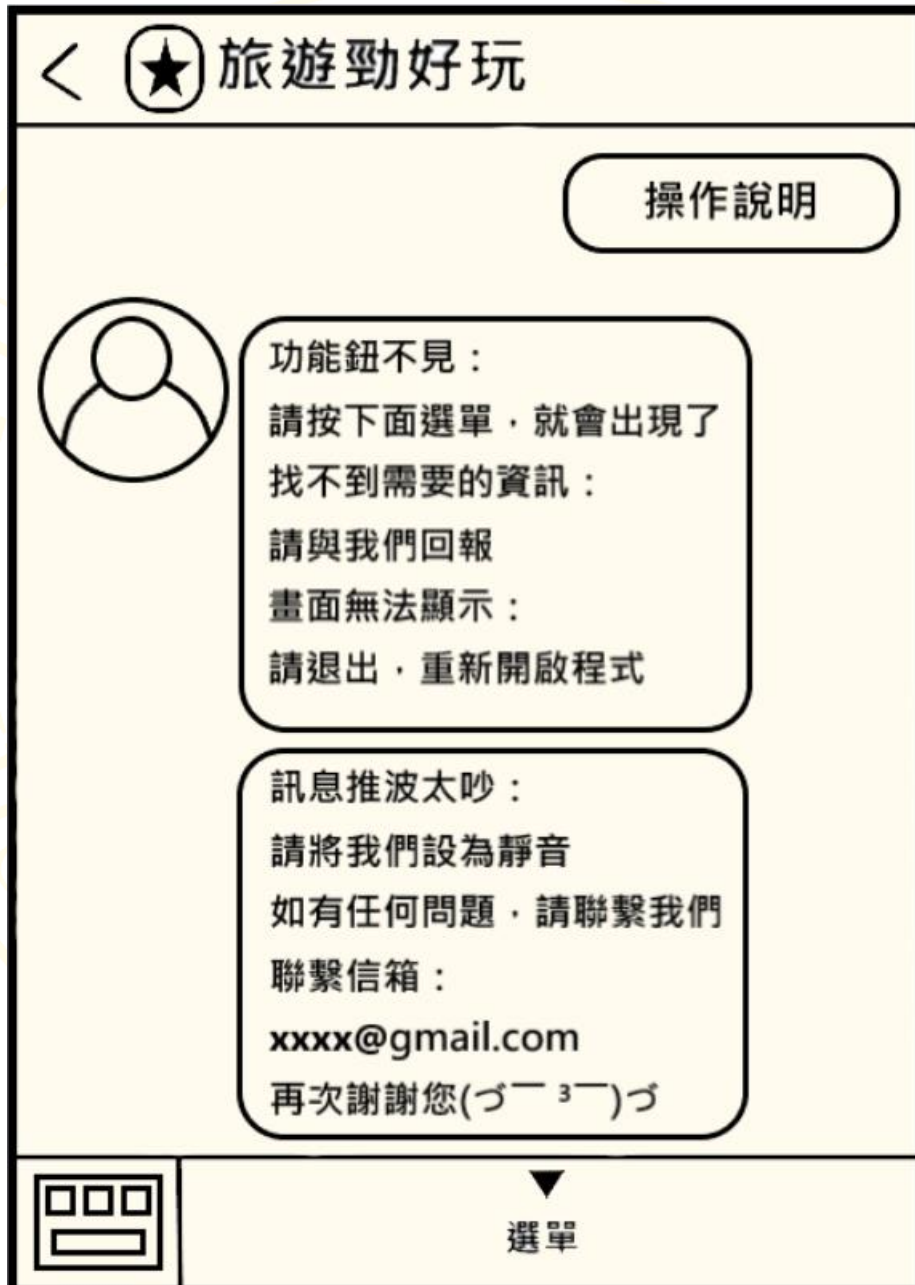 旅遊勁好玩
操作說明
功能鈕不見：
請按下面選單，就會出現了
找不到需要的資訊：
請與我們回報
畫面無法顯示：
請退出，重新開啟程式
訊息推波太吵：
請將我們設為靜音
如有任何問題，請聯繫我們
聯繫信箱：
xxxx@gmail.com
再次謝謝您(づ￣ ³￣)づ
選單